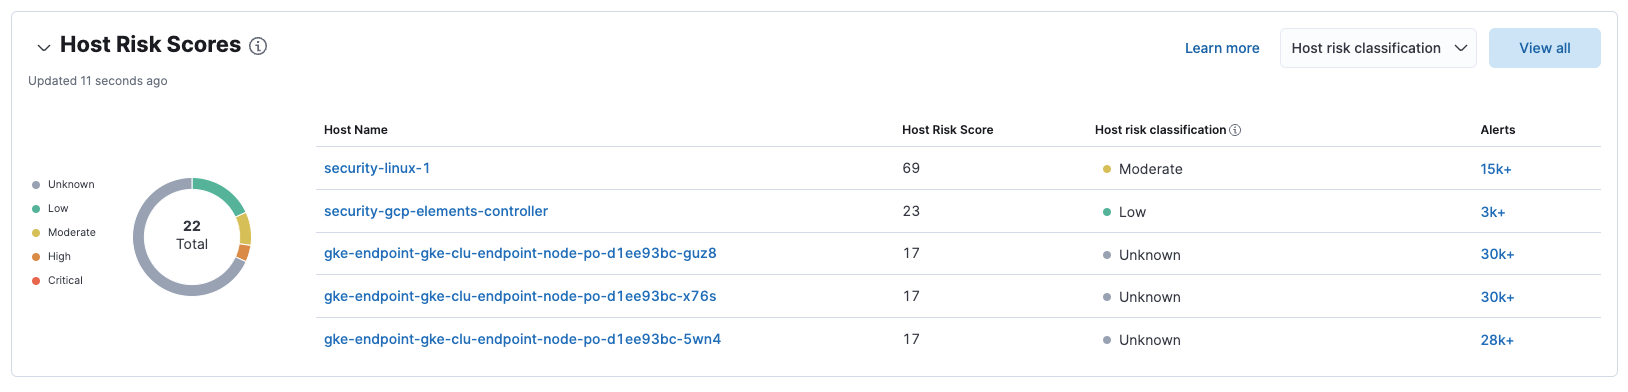 Host Risk Scores
Learn more
Host risk classification
View all
Updated 11 seconds ago
Unknown
Low
Moderate
High
Critical
22
Total
Host Name Host Risk Score Host risk classification Alerts
security-linux-1 69 Moderate 15k+
security-gcp-elements-controller 23 Low 3k+
gke-endpoint-gke-clu-endpoint-node-po-d1ee93bc-guz8 17 Unknown 30k+
gke-endpoint-gke-clu-endpoint-node-po-d1ee93bc-x76s 17 Unknown 30k+
gke-endpoint-gke-clu-endpoint-node-po-d1ee93bc-5wn4 17 Unknown 28k+